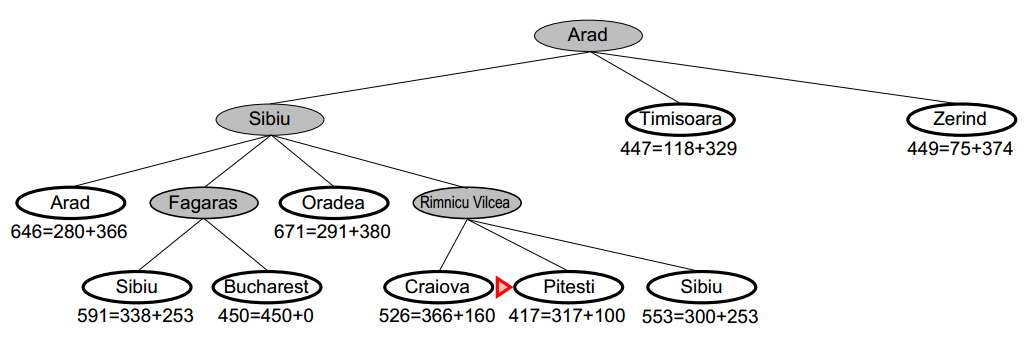 Arad
Sibiu
Timisoara
Zerind
447=118+329
449=75+374
Arad
Fagaras
Oradea
Rimnicu Vilcea
646=280+366
671=291+380
Sibiu
Bucharest
Craiova
Pitesti
Sibiu
591=338+253
450=450+0
526=366+160
417=317+100
553=300+253